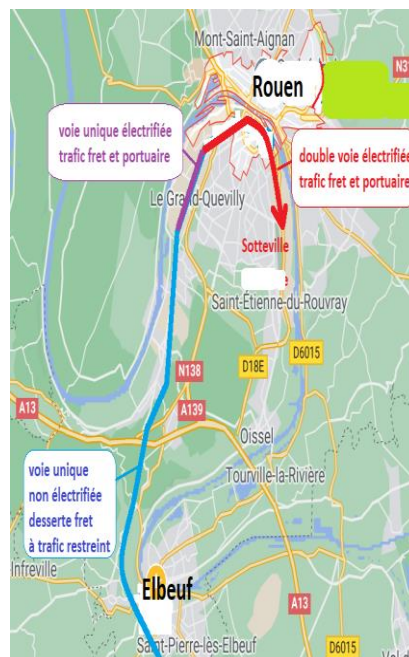 Mont-Saint-Aignan
N31
Rouen
voie unique électrifiée
trafic fret et portuaire
double voie électrifiée
trafic fret et portuaire
Le Grand-Quevilly
Sotteville
e
Saint-Étienne-du-Rouvray
N138
D18E
D6015
A13
A139
Oissel
voie unique
non électrifiée
desserte fret
à trafic restreint
Tourville-la-Rivière
Infreville
Elbeuf
A13
Saint-Pierre-lès-Elbeuf
D6015